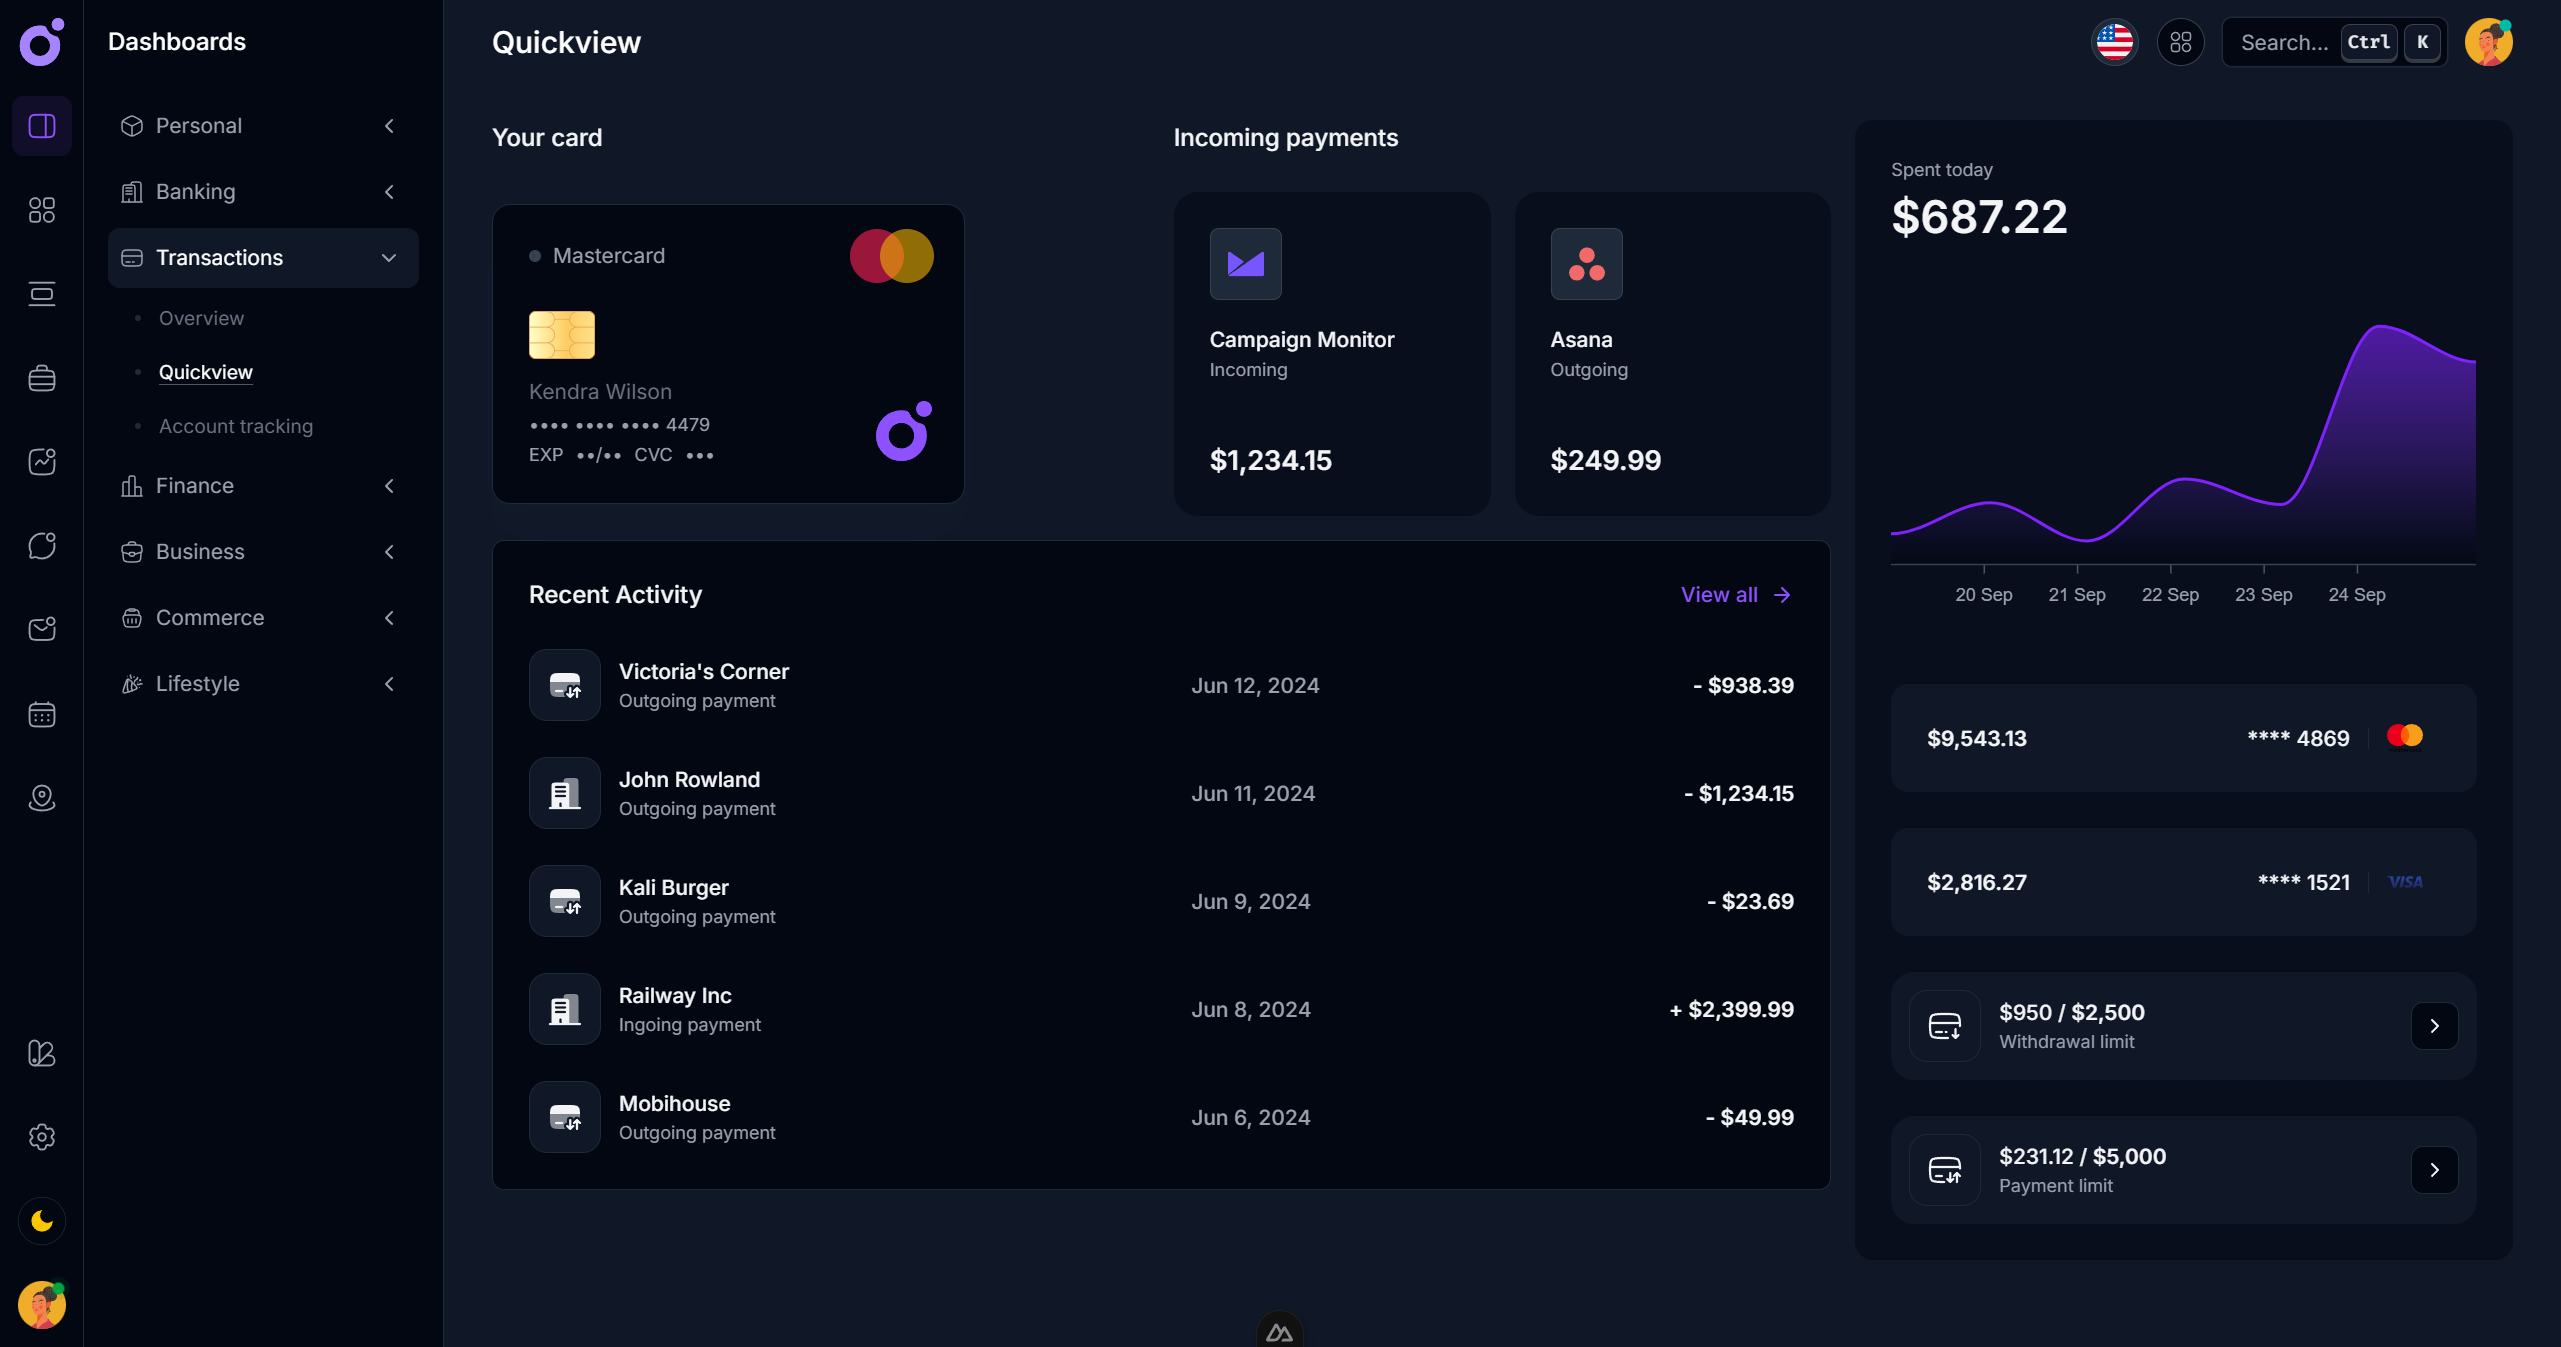 Dashboards
Personal
Banking
Transactions
Overview
Quickview
Account tracking
Finance
Business
Commerce
Lifestyle
Quickview
Search...
Ctrl
K
Your card
Mastercard
Kendra Wilson
•••• •••• •••• 4479
EXP ••/•• CVC •••
Incoming payments
Campaign Monitor
Incoming
$1,234.15
Asana
Outgoing
$249.99
Recent Activity
View all
Victoria's Corner
Outgoing payment
Jun 12, 2024
- $938.39
John Rowland
Outgoing payment
Jun 11, 2024
- $1,234.15
Kali Burger
Outgoing payment
Jun 9, 2024
- $23.69
Railway Inc
Ingoing payment
Jun 8, 2024
+ $2,399.99
Mobihouse
Outgoing payment
Jun 6, 2024
- $49.99
Spent today
$687.22
20 Sep
21 Sep
22 Sep
23 Sep
24 Sep
$9,543.13
**** 4869
$2,816.27
**** 1521
VISA
$950 / $2,500
Withdrawal limit
$231.12 / $5,000
Payment limit